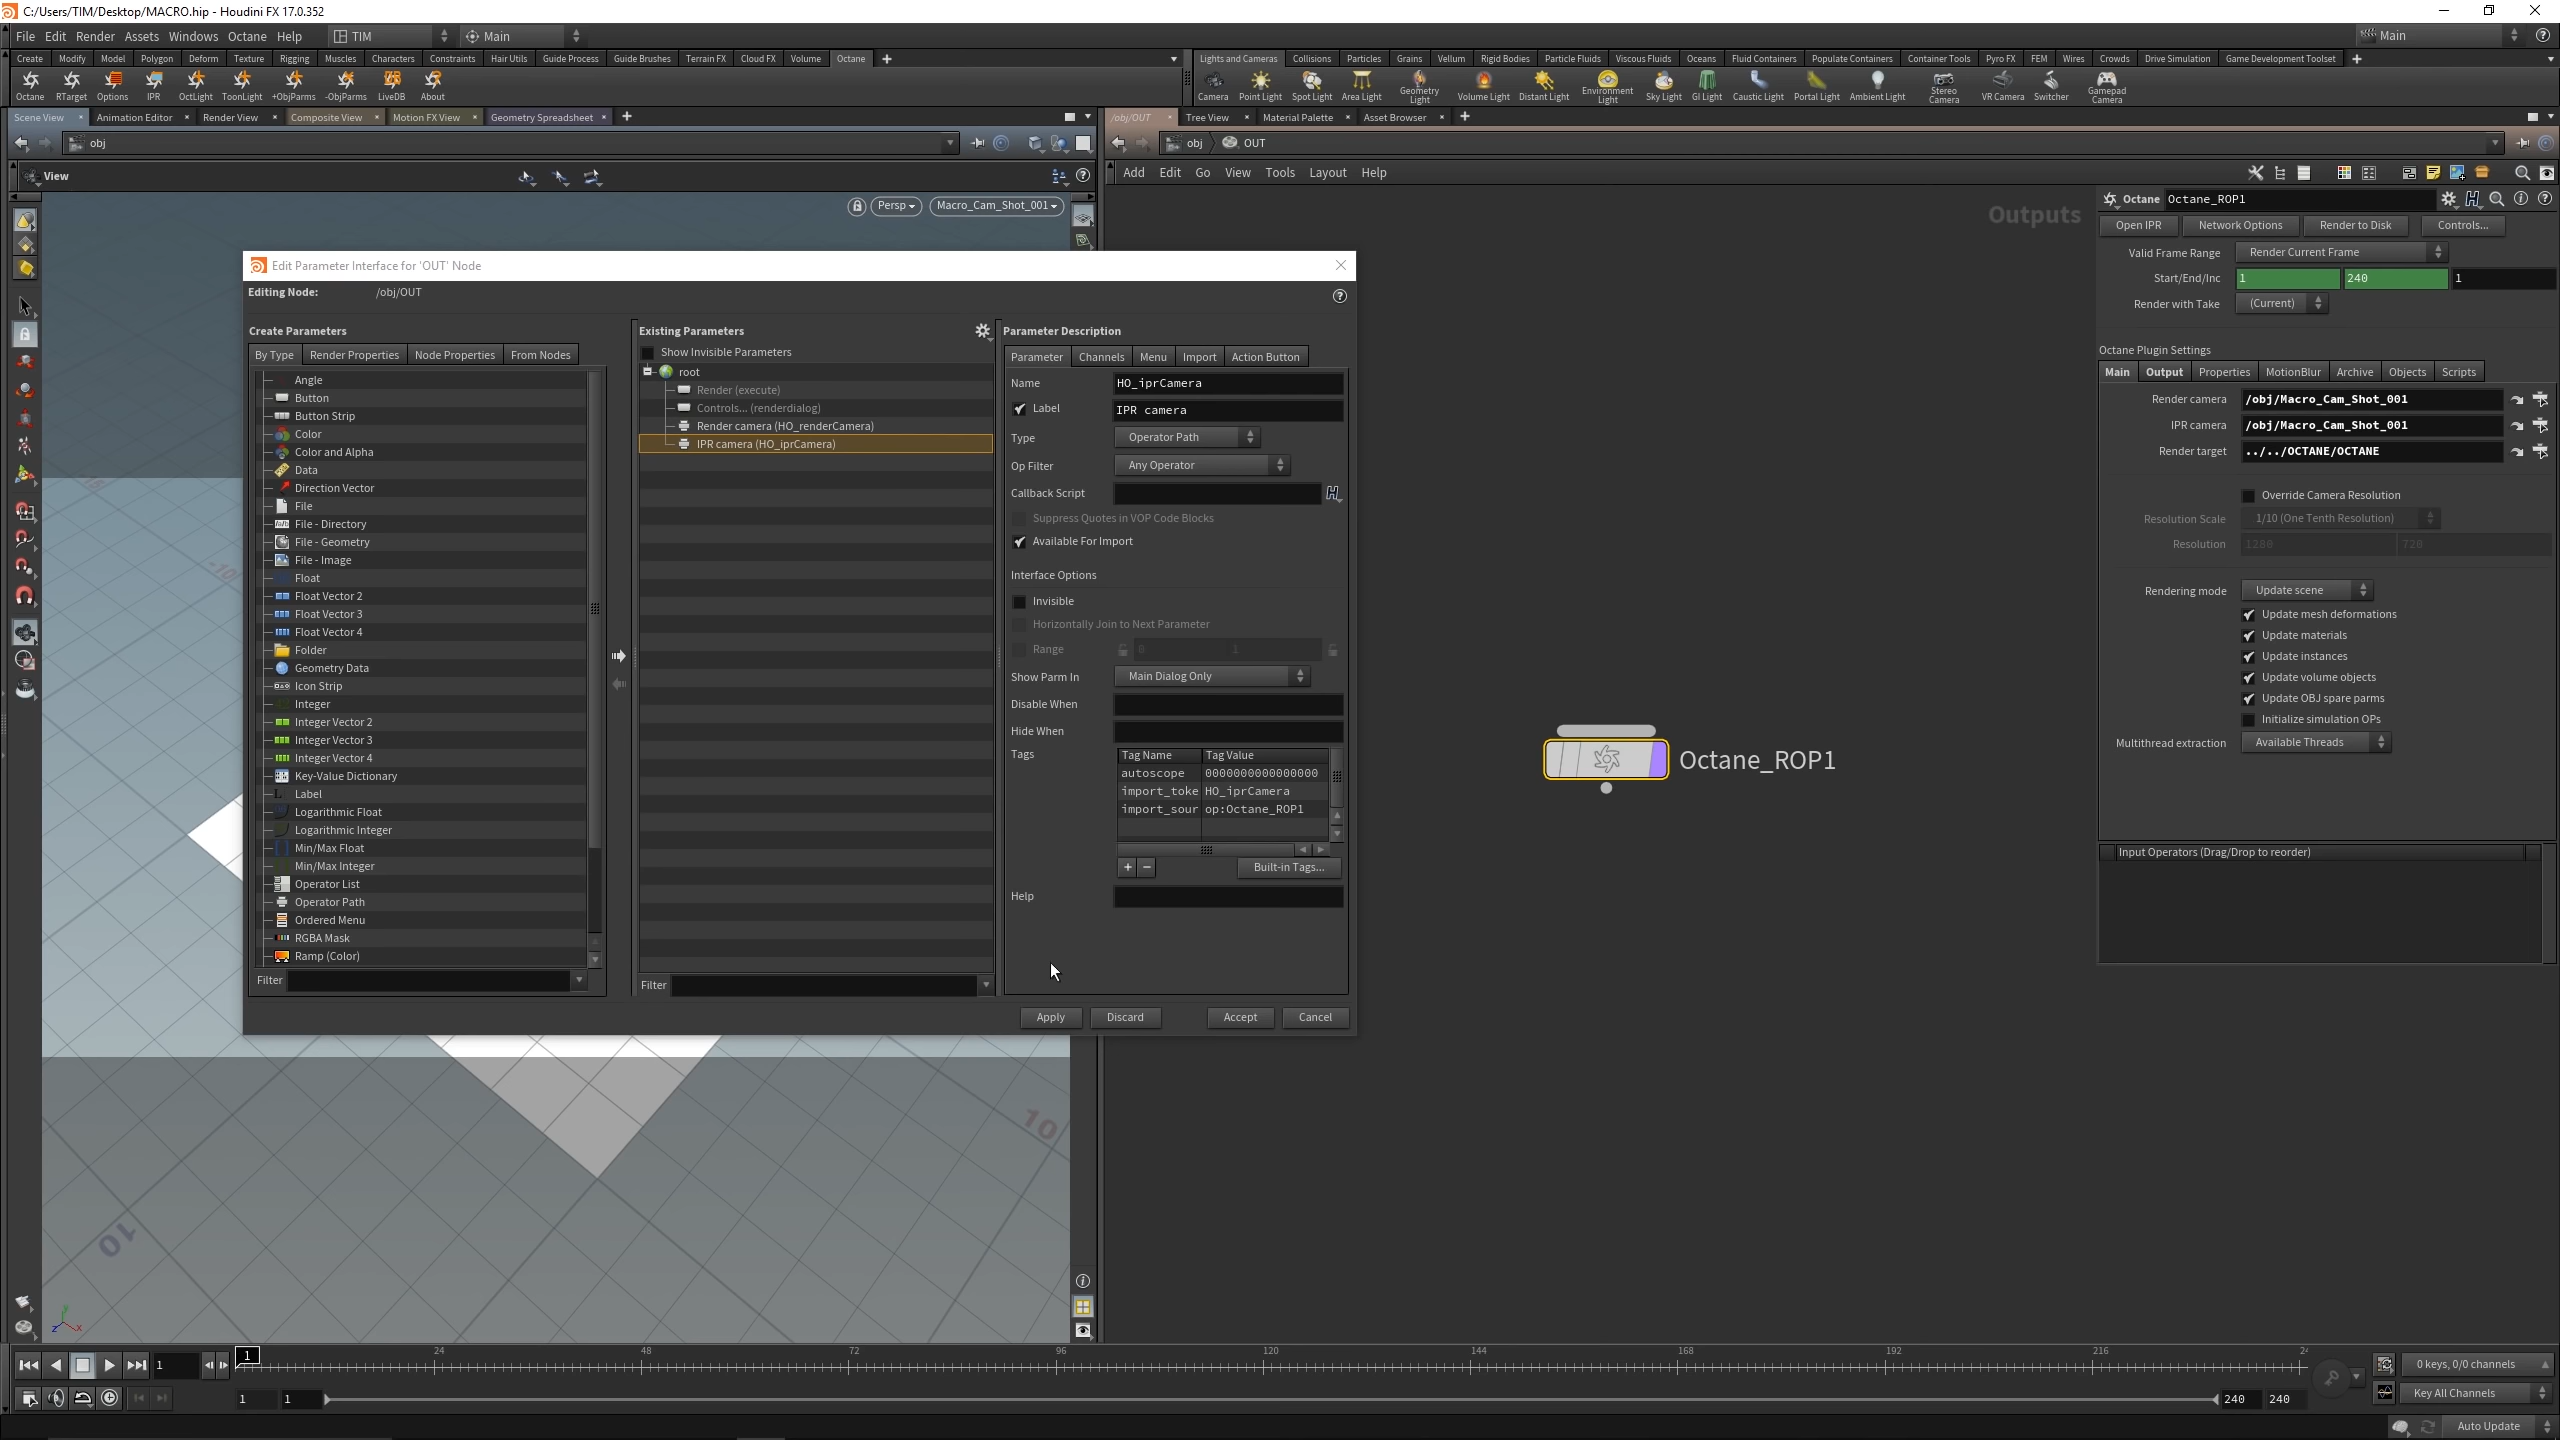 C:/Users/TIM/Desktop/MACRO.hip - Houdini FX 17.0.352
File Edit Render Assets Windows Octane Help TIM Main
Main
Create Modify Model Polygon Deform Texture Rigging Muscles Characters Constraints Hair Utils Guide Process Guide Brushes Terrain FX Cloud FX Volume Octane
Lights and Cameras Collisions Particles Grains Vellum Rigid Bodies Particle Fluids Viscous Fluids Oceans Fluid Containers Populate Containers Container Tools Pyro FX FEM Wires Crowds Drive Simulation Game Development Toolset
Octane RTarget Options IPR OctLight ToonLight +ObjParms -ObjParms LiveDB About
Camera Point Light Spot Light Area Light Geometry Light Volume Light Distant Light Environment Light Sky Light GI Light Caustic Light Portal Light Ambient Light Stereo Camera VR Camera Switcher Gamepad Camera
Scene View Animation Editor Render View Composite View Motion FX View Geometry Spreadsheet
/obj/OUT Tree View Material Palette Asset Browser
obj
obj OUT
View
Add Edit Go View Tools Layout Help
Persp Macro_Cam_Shot_001
Outputs
Edit Parameter Interface for 'OUT' Node
Editing Node: /obj/OUT
Create Parameters
By Type Render Properties Node Properties From Nodes
Angle
Button
Button Strip
Color
Color and Alpha
Data
Direction Vector
File
File - Directory
File - Geometry
File - Image
Float
Float Vector 2
Float Vector 3
Float Vector 4
Folder
Geometry Data
Icon Strip
Integer
Integer Vector 2
Integer Vector 3
Integer Vector 4
Key-Value Dictionary
Label
Logarithmic Float
Logarithmic Integer
Min/Max Float
Min/Max Integer
Operator List
Operator Path
Ordered Menu
RGBA Mask
Ramp (Color)
Filter
Existing Parameters
Show Invisible Parameters
root
Render (execute)
Controls... (renderdialog)
Render camera (HO_renderCamera)
IPR camera (HO_iprCamera)
Filter
Parameter Description
Parameter Channels Menu Import Action Button
Name HO_iprCamera
Label IPR camera
Type Operator Path
Op Filter Any Operator
Callback Script
Suppress Quotes in VOP Code Blocks
Available For Import
Interface Options
Invisible
Horizontally Join to Next Parameter
Range 0 1
Show Parm In Main Dialog Only
Disable When
Hide When
Tags Tag Name Tag Value
autoscope 0000000000000000
import_toke HO_iprCamera
import_sour op:Octane_ROP1
+ − Built-in Tags...
Help
Apply Discard Accept Cancel
Octane_ROP1
Octane Octane_ROP1
Open IPR Network Options Render to Disk Controls...
Valid Frame Range Render Current Frame
Start/End/Inc 1 240 1
Render with Take (Current)
Octane Plugin Settings
Main Output Properties MotionBlur Archive Objects Scripts
Render camera /obj/Macro_Cam_Shot_001
IPR camera /obj/Macro_Cam_Shot_001
Render target ../../OCTANE/OCTANE
Override Camera Resolution
Resolution Scale 1/10 (One Tenth Resolution)
Resolution 1280 720
Rendering mode Update scene
Update mesh deformations
Update materials
Update instances
Update volume objects
Update OBJ spare parms
Initialize simulation OPs
Multithread extraction Available Threads
Input Operators (Drag/Drop to reorder)
-10
10
10
z y x
1 1 24 48 72 96 120 144 168 192 216 24
0 keys, 0/0 channels
1 1 240 240
Key All Channels
Auto Update